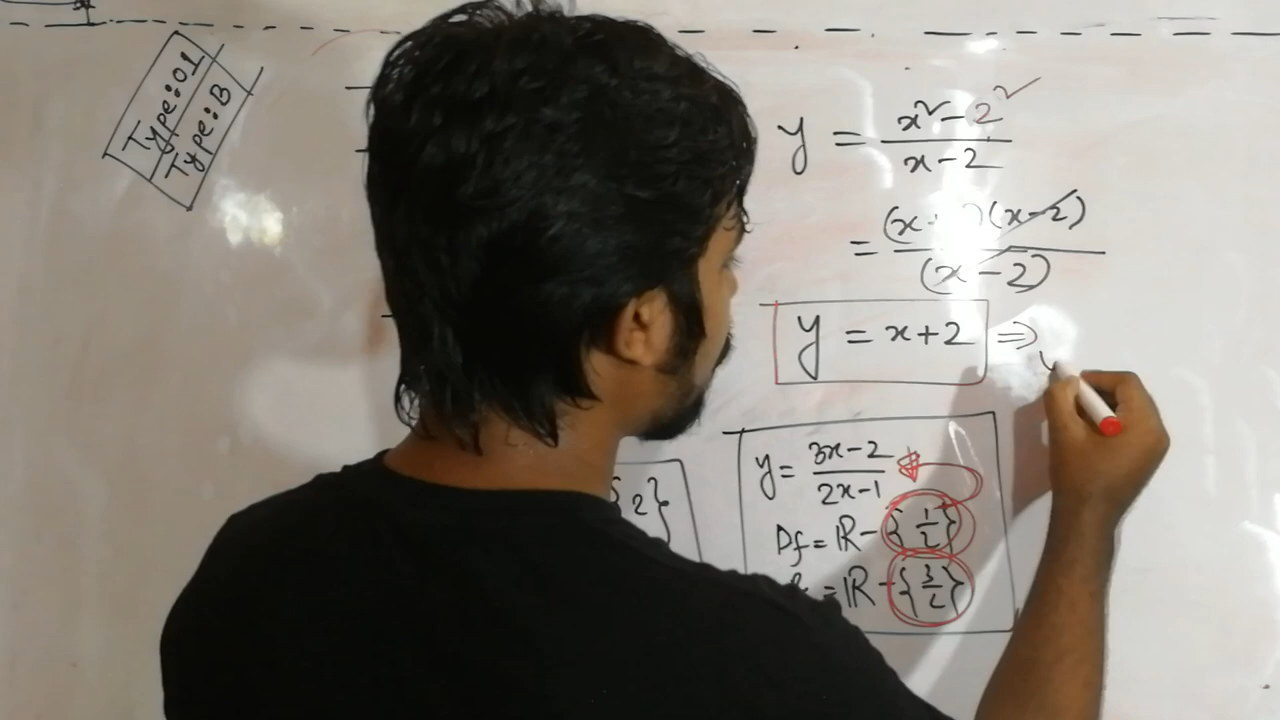 Type:01
Type:B
y = x²-2² / x-2
= (x+ )(x-2) / (x-2)
y = x+2 ⇒
y = 3x-2 / 2x-1
Df = ℝ - {1/2}
= ℝ - {3/2}
2}